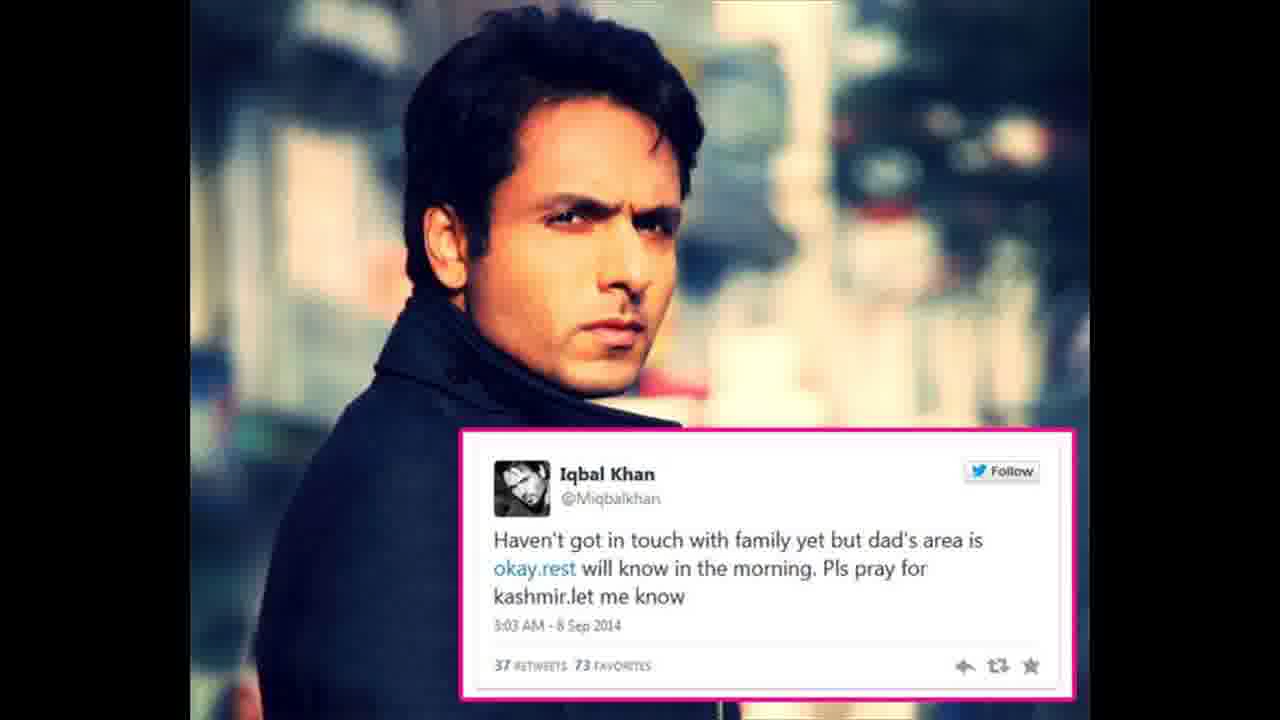 Iqbal Khan
@Miqbalkhan
Follow
Haven't got in touch with family yet but dad's area is
okay.rest will know in the morning. Pls pray for
kashmir.let me know
3:03 AM - 8 Sep 2014
37 RETWEETS 73 FAVORITES